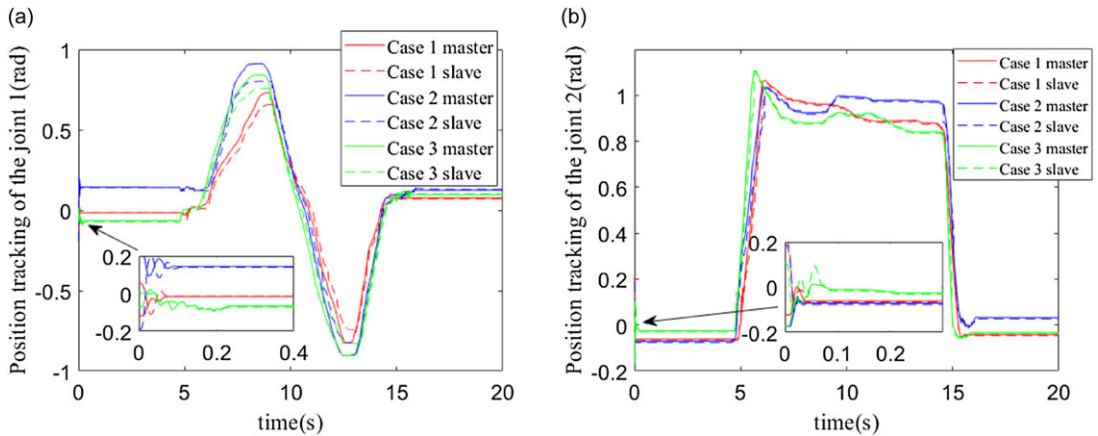 (a)
Position tracking of the joint 1(rad)
1
0.5
0
-0.5
-1
0
5
10
15
20
time(s)
Case 1 master
Case 1 slave
Case 2 master
Case 2 slave
Case 3 master
Case 3 slave
0.2
0
-0.2
0
0.2
0.4
(b)
Position tracking of the joint 2(rad)
1.2
1
0.8
0.6
0.4
0.2
0
-0.2
0
5
10
15
20
time(s)
Case 1 master
Case 1 slave
Case 2 master
Case 2 slave
Case 3 master
Case 3 slave
0.2
0
-0.2
0
0.1
0.2